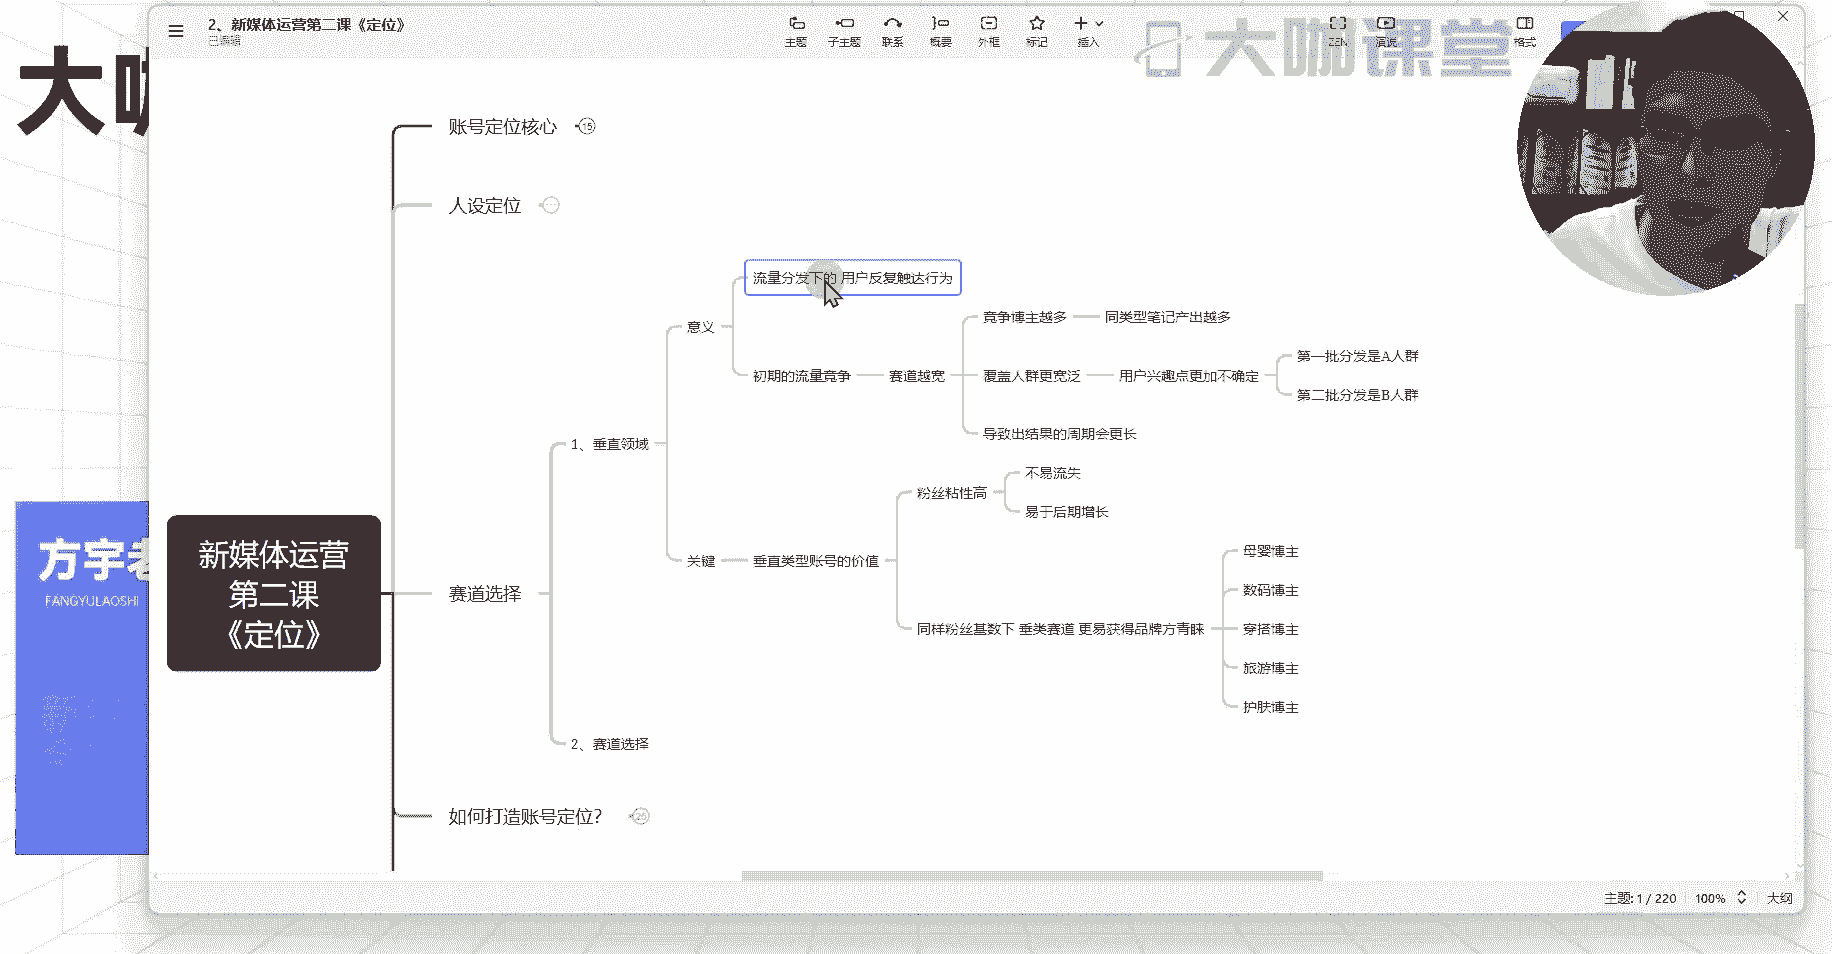 2、新媒体运营第二课《定位》
已编辑
主题
子主题
联系
概要
外框
标记
插入
ZEN
演说
格式
大咖课堂
大咖
账号定位核心
15
人设定位
流量分发下的 用户反复触达行为
意义
竞争博主越多
同类型笔记产出越多
初期的流量竞争
赛道越宽
覆盖人群更宽泛
用户兴趣点更加不确定
第一批分发是A人群
第二批分发是B人群
导致出结果的周期会更长
1、垂直领域
粉丝粘性高
不易流失
易于后期增长
关键
垂直类型账号的价值
同样粉丝基数下 垂类赛道 更易获得品牌方青睐
母婴博主
数码博主
穿搭博主
旅游博主
护肤博主
新媒体运营
第二课
《定位》
赛道选择
2、赛道选择
如何打造账号定位？
方宇老
FANGYULAOSHI
主题: 1 / 220
100%
大纲